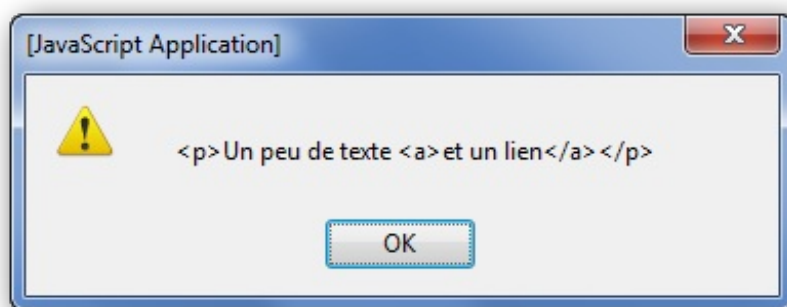 [JavaScript Application]
<p>Un peu de texte <a>et un lien</a></p>
OK